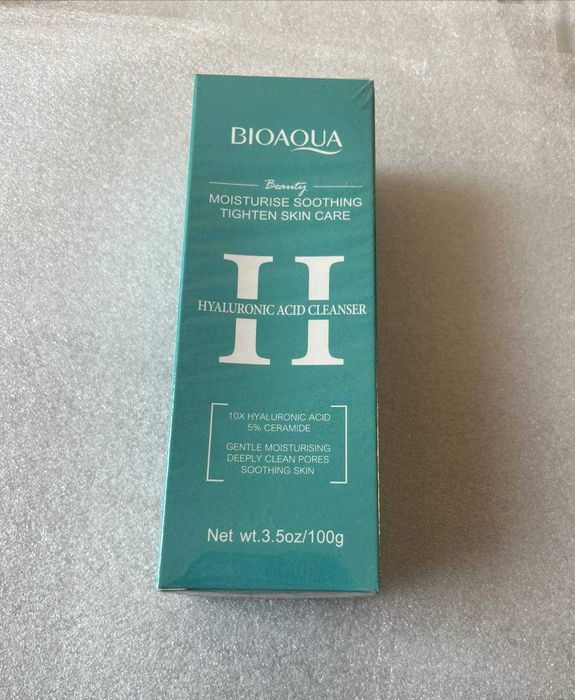 BIOAQUA
Beauty
MOISTURISE SOOTHING
TIGHTEN SKIN CARE
H
HYALURONIC ACID CLEANSER
10X HYALURONIC ACID
5% CERAMIDE
GENTLE MOISTURISING
DEEPLY CLEAN PORES
SOOTHING SKIN
Net wt.3.5oz/100g